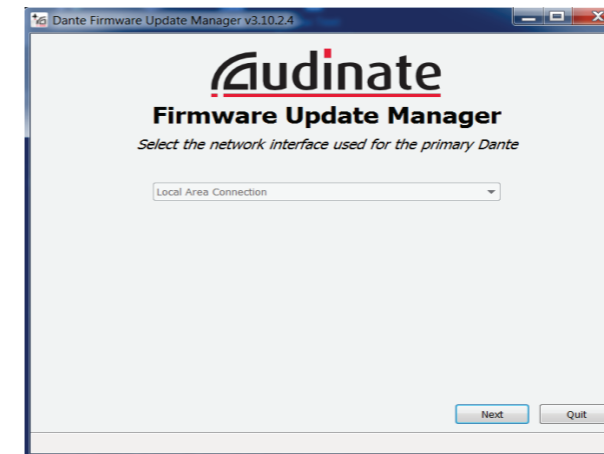 Dante Firmware Update Manager v3.10.2.4
Audinate
Firmware Update Manager
Select the network interface used for the primary Dante
Local Area Connection
Next Quit